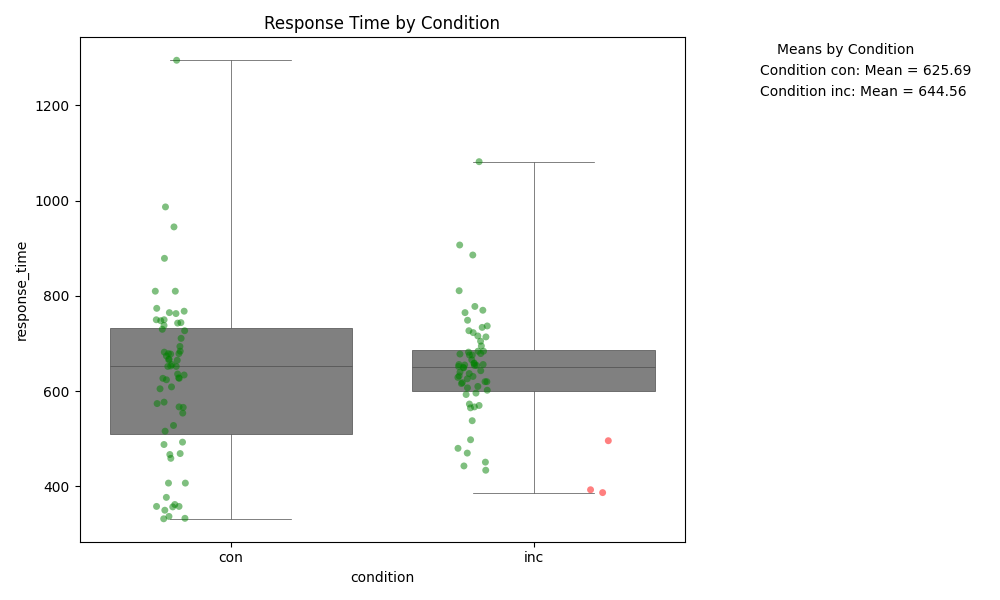 Response Time by Condition
Means by Condition
Condition con: Mean = 625.69
Condition inc: Mean = 644.56
1200
1000
800
600
400
response_time
con
inc
condition